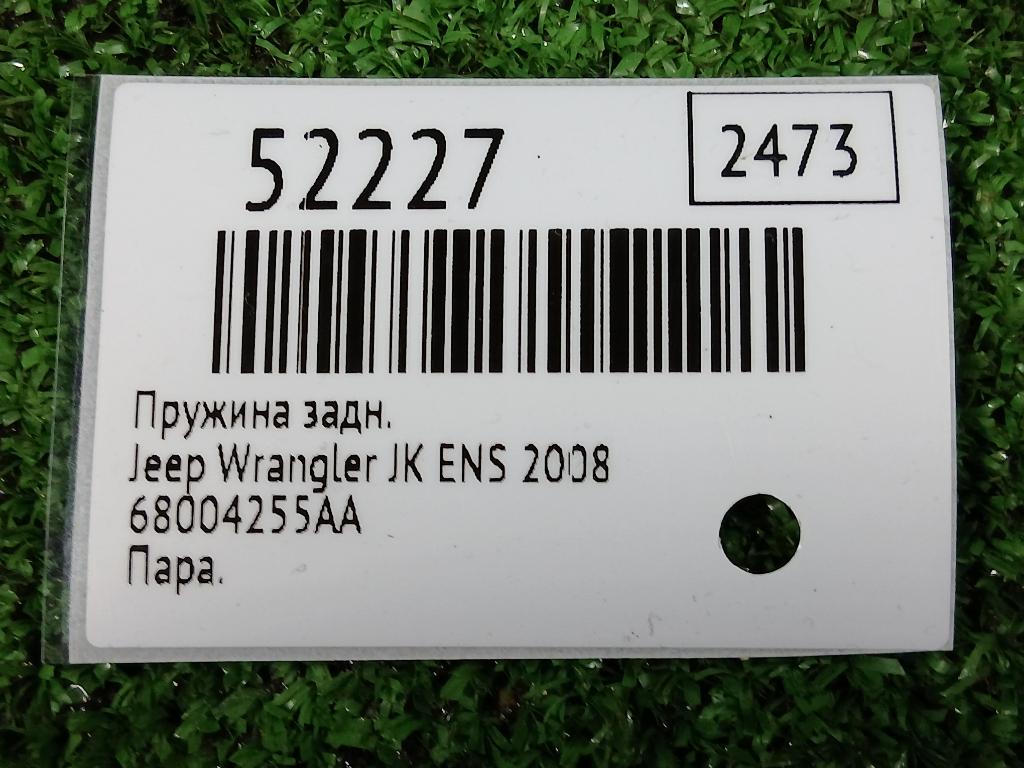 52227
2473
Пружина задн.
Jeep Wrangler JK ENS 2008
68004255AA
Пара.